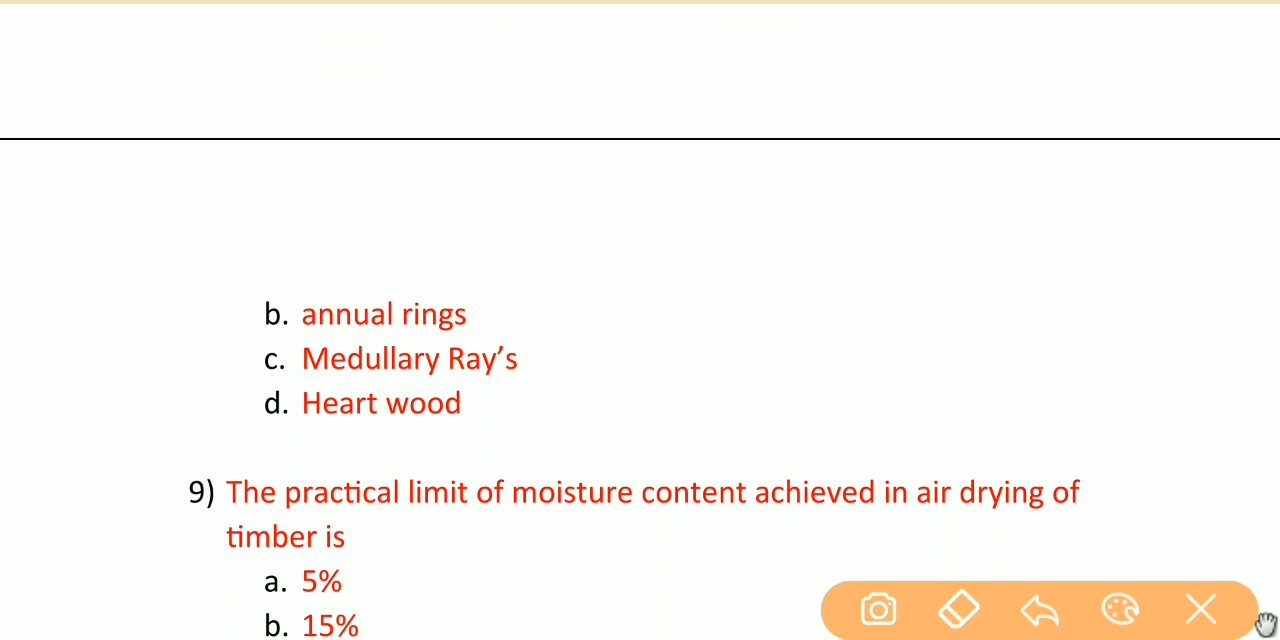 b. annual rings
c. Medullary Ray’s
d. Heart wood
9) The practical limit of moisture content achieved in air drying of
timber is
a. 5%
b. 15%